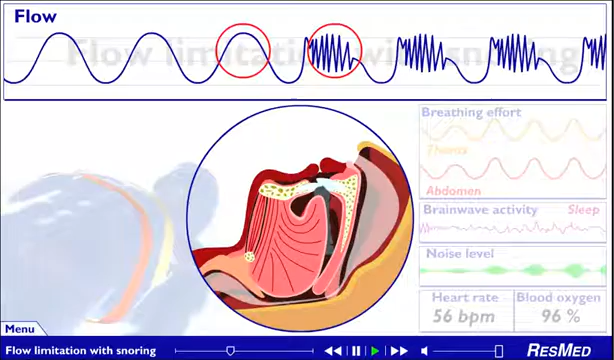 Flow
Flow limitation with snoring
Breathing effort
Thorax
Abdomen
Brainwave activity Sleep
Noise level
Heart rate Blood oxygen
56 bpm 96 %
Menu
Flow limitation with snoring
RESMED